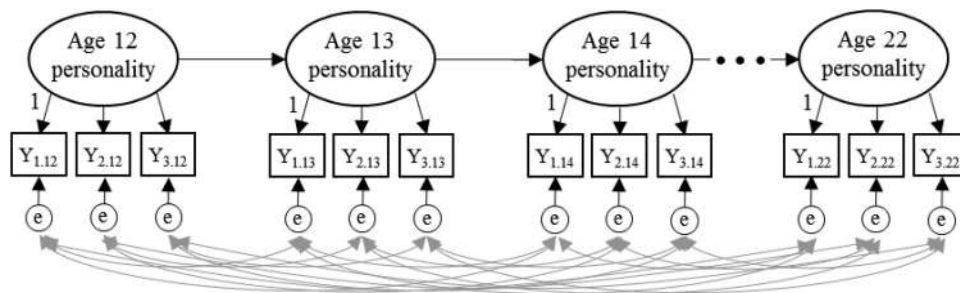 Age 12 personality
Age 13 personality
Age 14 personality
Age 22 personality
1
1
1
1
Y1.12 Y2.12 Y3.12 Y1.13 Y2.13 Y3.13 Y1.14 Y2.14 Y3.14 Y1.22 Y2.22 Y3.22
e e e e e e e e e e e e